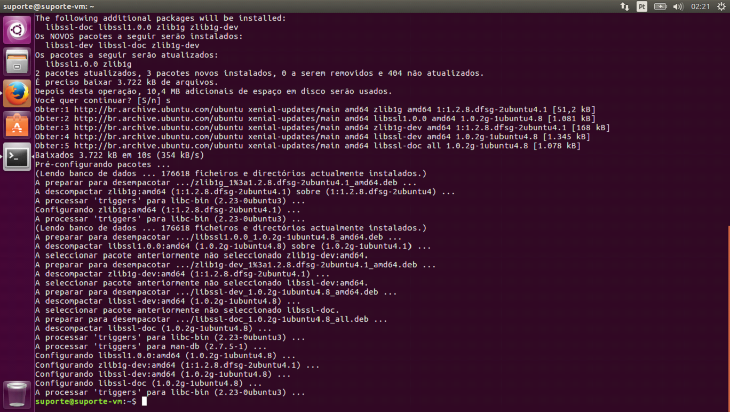 suporte@suporte-vm: ~
Pt
02:21
The following additional packages will be installed:
libssl-doc libssl1.0.0 zlib1g zlib1g-dev
Os NOVOS pacotes a seguir serão instalados:
libssl-dev libssl-doc zlib1g-dev
Os pacotes a seguir serão atualizados:
libssl1.0.0 zlib1g
2 pacotes atualizados, 3 pacotes novos instalados, 0 a serem removidos e 404 não atualizados.
É preciso baixar 3.722 kB de arquivos.
Depois desta operação, 10,4 MB adicionais de espaço em disco serão usados.
Você quer continuar? [S/n] s
Obter:1 http://br.archive.ubuntu.com/ubuntu xenial-updates/main amd64 zlib1g amd64 1:1.2.8.dfsg-2ubuntu4.1 [51,2 kB]
Obter:2 http://br.archive.ubuntu.com/ubuntu xenial-updates/main amd64 libssl1.0.0 amd64 1.0.2g-1ubuntu4.8 [1.081 kB]
Obter:3 http://br.archive.ubuntu.com/ubuntu xenial-updates/main amd64 zlib1g-dev amd64 1:1.2.8.dfsg-2ubuntu4.1 [168 kB]
Obter:4 http://br.archive.ubuntu.com/ubuntu xenial-updates/main amd64 libssl-dev amd64 1.0.2g-1ubuntu4.8 [1.345 kB]
Obter:5 http://br.archive.ubuntu.com/ubuntu xenial-updates/main amd64 libssl-doc all 1.0.2g-1ubuntu4.8 [1.078 kB]
Baixados 3.722 kB em 10s (354 kB/s)
Pré-configurando pacotes ...
(Lendo banco de dados ... 176618 ficheiros e directórios actualmente instalados.)
A preparar para desempacotar .../zlib1g_1%3a1.2.8.dfsg-2ubuntu4.1_amd64.deb ...
A descompactar zlib1g:amd64 (1:1.2.8.dfsg-2ubuntu4.1) sobre (1:1.2.8.dfsg-2ubuntu4) ...
A processar 'triggers' para libc-bin (2.23-0ubuntu3) ...
Configurando zlib1g:amd64 (1:1.2.8.dfsg-2ubuntu4.1) ...
A processar 'triggers' para libc-bin (2.23-0ubuntu3) ...
(Lendo banco de dados ... 176618 ficheiros e directórios actualmente instalados.)
A preparar para desempacotar .../libssl1.0.0_1.0.2g-1ubuntu4.8_amd64.deb ...
A descompactar libssl1.0.0:amd64 (1.0.2g-1ubuntu4.8) sobre (1.0.2g-1ubuntu4.1) ...
A seleccionar pacote anteriormente não seleccionado zlib1g-dev:amd64.
A preparar para desempacotar .../zlib1g-dev_1%3a1.2.8.dfsg-2ubuntu4.1_amd64.deb ...
A descompactar zlib1g-dev:amd64 (1:1.2.8.dfsg-2ubuntu4.1) ...
A seleccionar pacote anteriormente não seleccionado libssl-dev:amd64.
A preparar para desempacotar .../libssl-dev_1.0.2g-1ubuntu4.8_amd64.deb ...
A descompactar libssl-dev:amd64 (1.0.2g-1ubuntu4.8) ...
A seleccionar pacote anteriormente não seleccionado libssl-doc.
A preparar para desempacotar .../libssl-doc_1.0.2g-1ubuntu4.8_all.deb ...
A descompactar libssl-doc (1.0.2g-1ubuntu4.8) ...
A processar 'triggers' para libc-bin (2.23-0ubuntu3) ...
A processar 'triggers' para man-db (2.7.5-1) ...
Configurando libssl1.0.0:amd64 (1.0.2g-1ubuntu4.8) ...
Configurando zlib1g-dev:amd64 (1:1.2.8.dfsg-2ubuntu4.1) ...
Configurando libssl-dev:amd64 (1.0.2g-1ubuntu4.8) ...
Configurando libssl-doc (1.0.2g-1ubuntu4.8) ...
A processar 'triggers' para libc-bin (2.23-0ubuntu3) ...
suporte@suporte-vm:~$